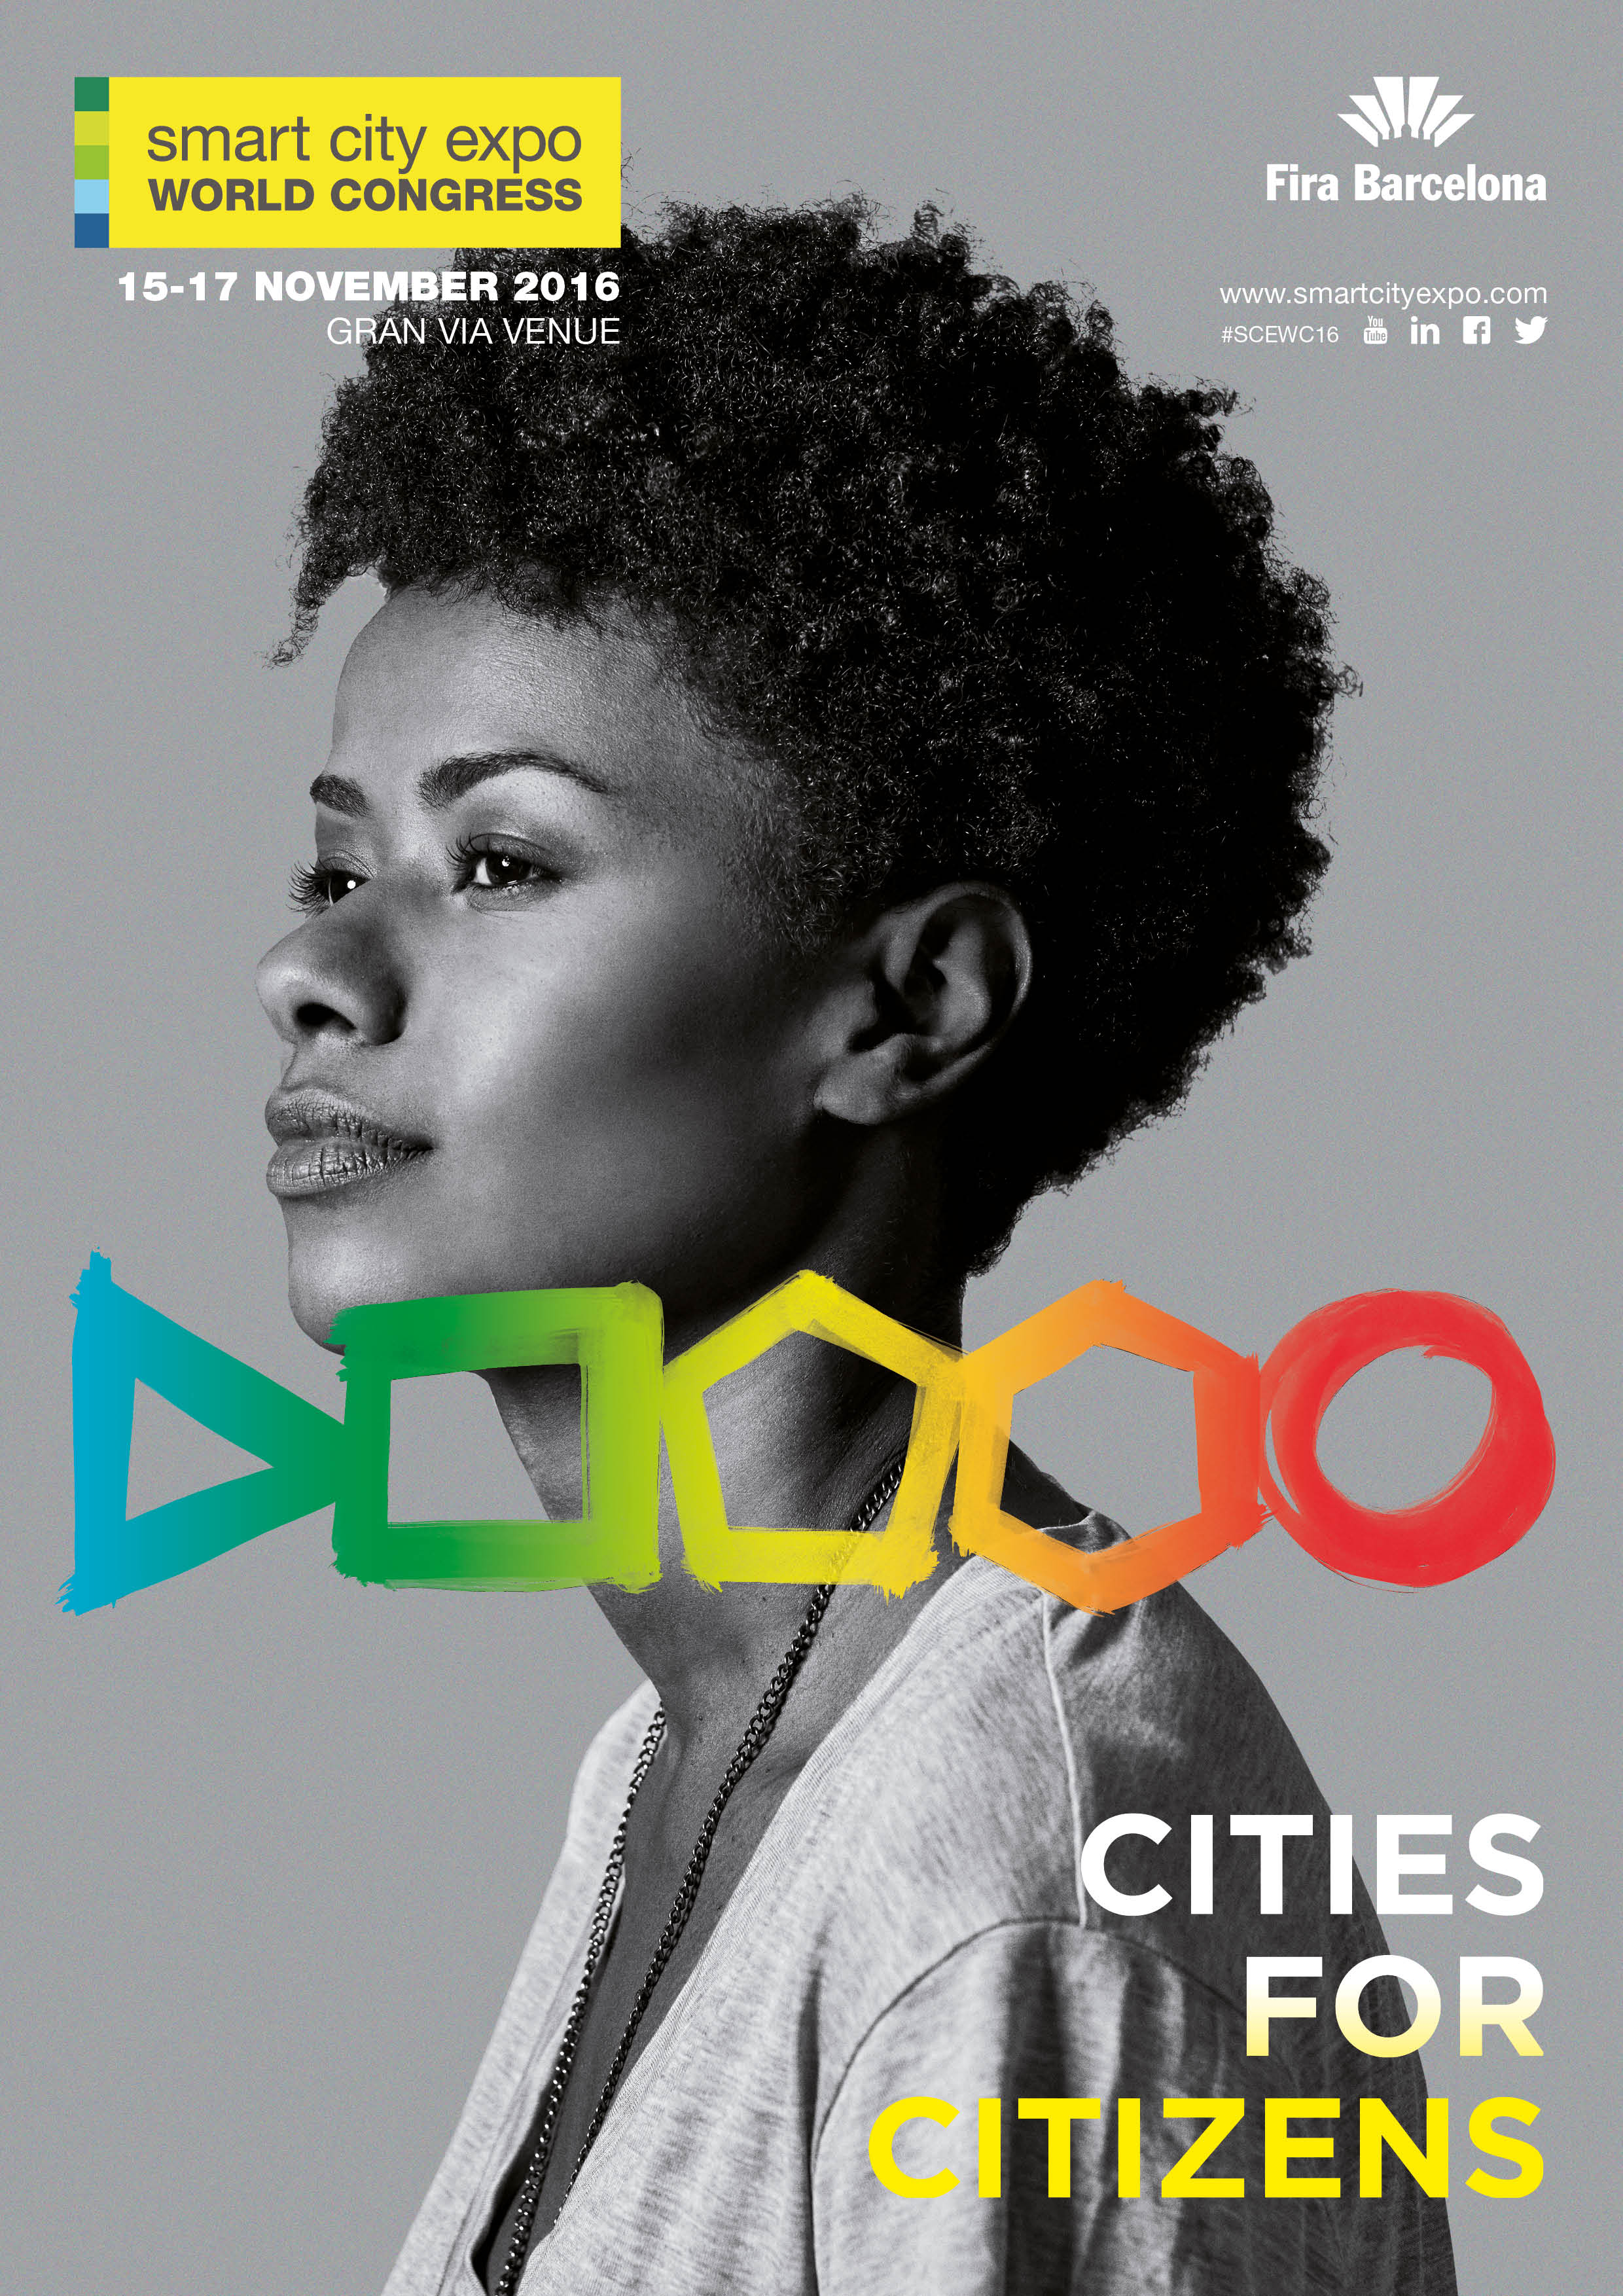 smart city expo
WORLD CONGRESS
15-17 NOVEMBER 2016
GRAN VIA VENUE
Fira Barcelona
www.smartcityexpo.com
#SCEWC16 You Tube in f
CITIES
FOR
CITIZENS